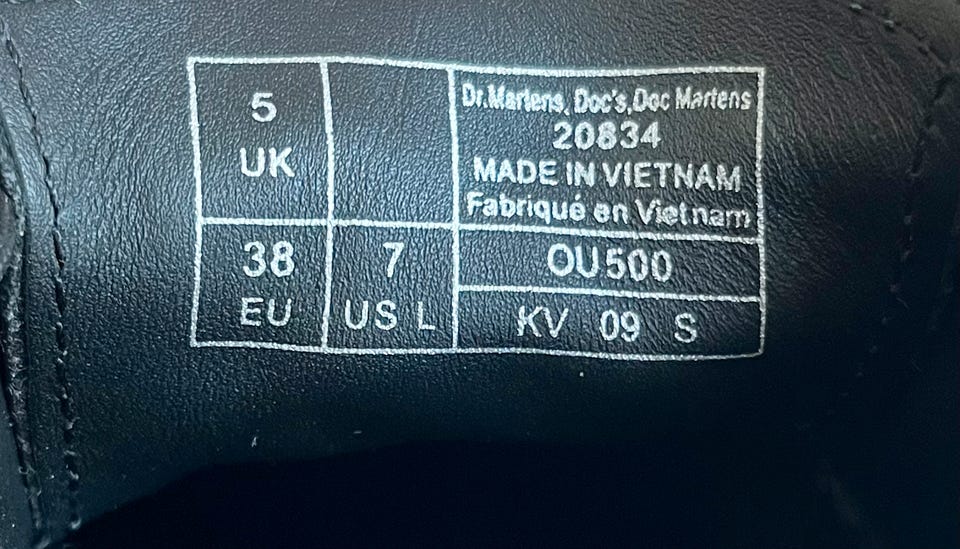 5
UK
38
EU
7
US L
Dr.Martens, Doc's, Doc Martens
20834
MADE IN VIETNAM
Fabriqué en Vietnam
OU500
KV 09 S